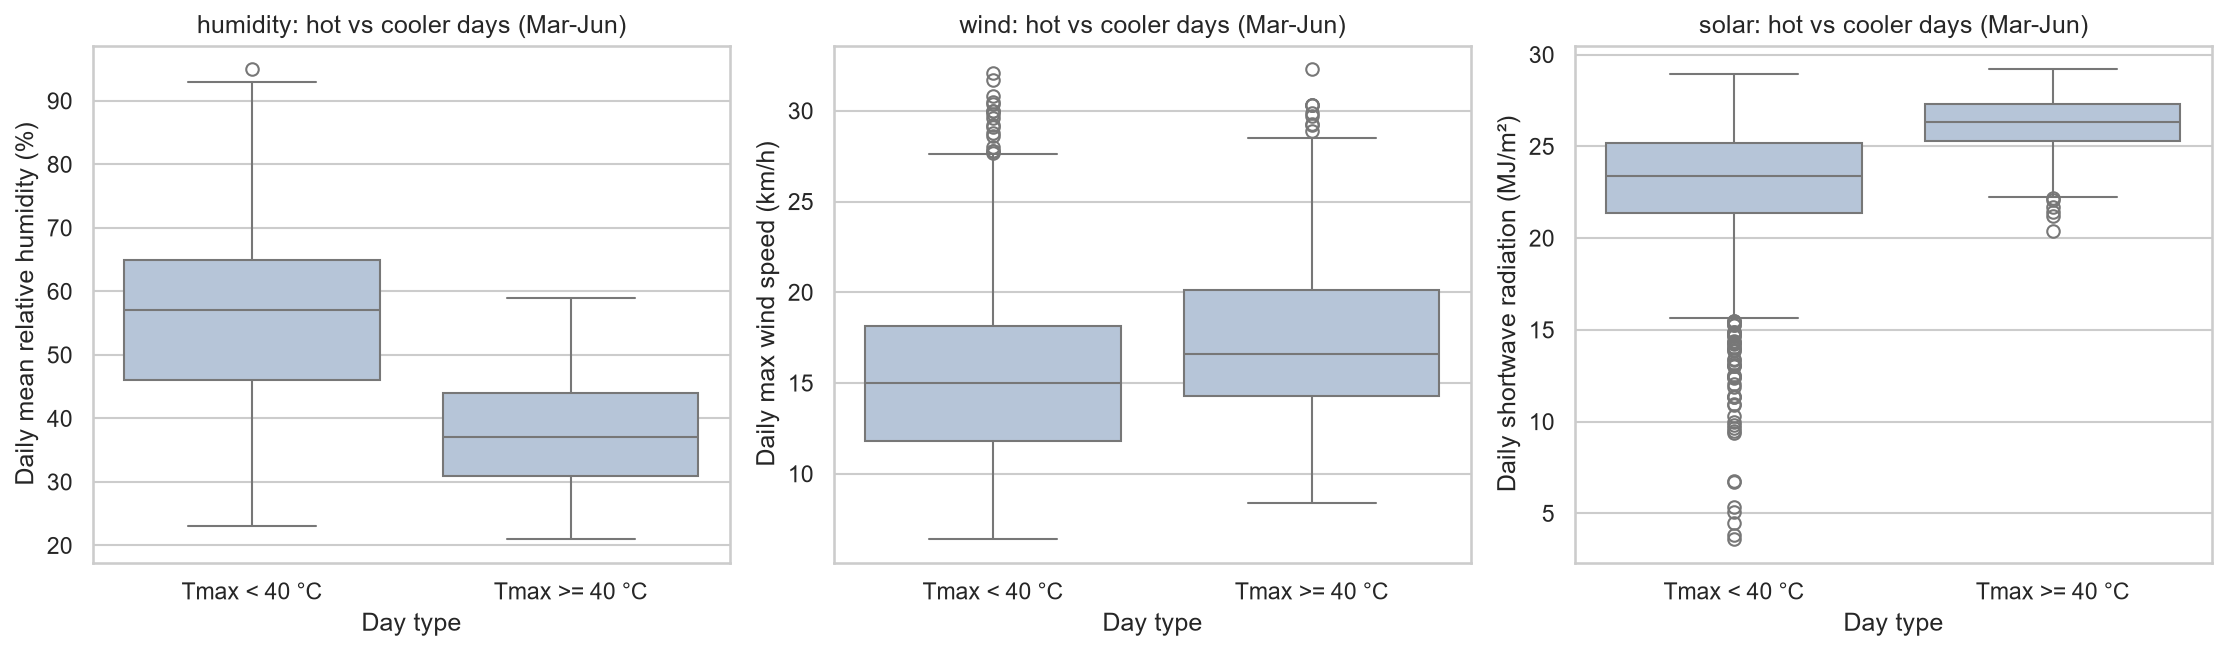 humidity: hot vs cooler days (Mar-Jun)
Daily mean relative humidity (%)
90
80
70
60
50
40
30
20
Tmax < 40 °C
Tmax >= 40 °C
Day type
wind: hot vs cooler days (Mar-Jun)
Daily max wind speed (km/h)
30
25
20
15
10
Tmax < 40 °C
Tmax >= 40 °C
Day type
solar: hot vs cooler days (Mar-Jun)
Daily shortwave radiation (MJ/m²)
30
25
20
15
10
5
Tmax < 40 °C
Tmax >= 40 °C
Day type